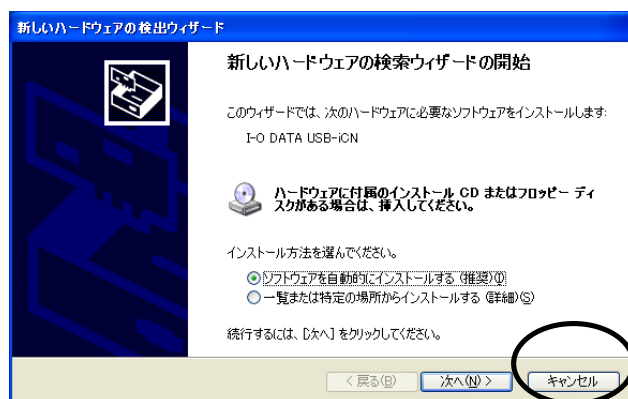 新しいハードウェアの検出ウィザード
新しいハードウェアの検索ウィザードの開始
このウィザードでは、次のハードウェアに必要なソフトウェアをインストールします:
I-O DATA USB-iCN
ハードウェアに付属のインストール CD またはフロッピー ディ
スクがある場合は、挿入してください。
インストール方法を選んでください。
ソフトウェアを自動的にインストールする (推奨)(I)
一覧または特定の場所からインストールする (詳細)(S)
続行するには、[次へ] をクリックしてください。
< 戻る(B) 次へ(N) > キャンセル